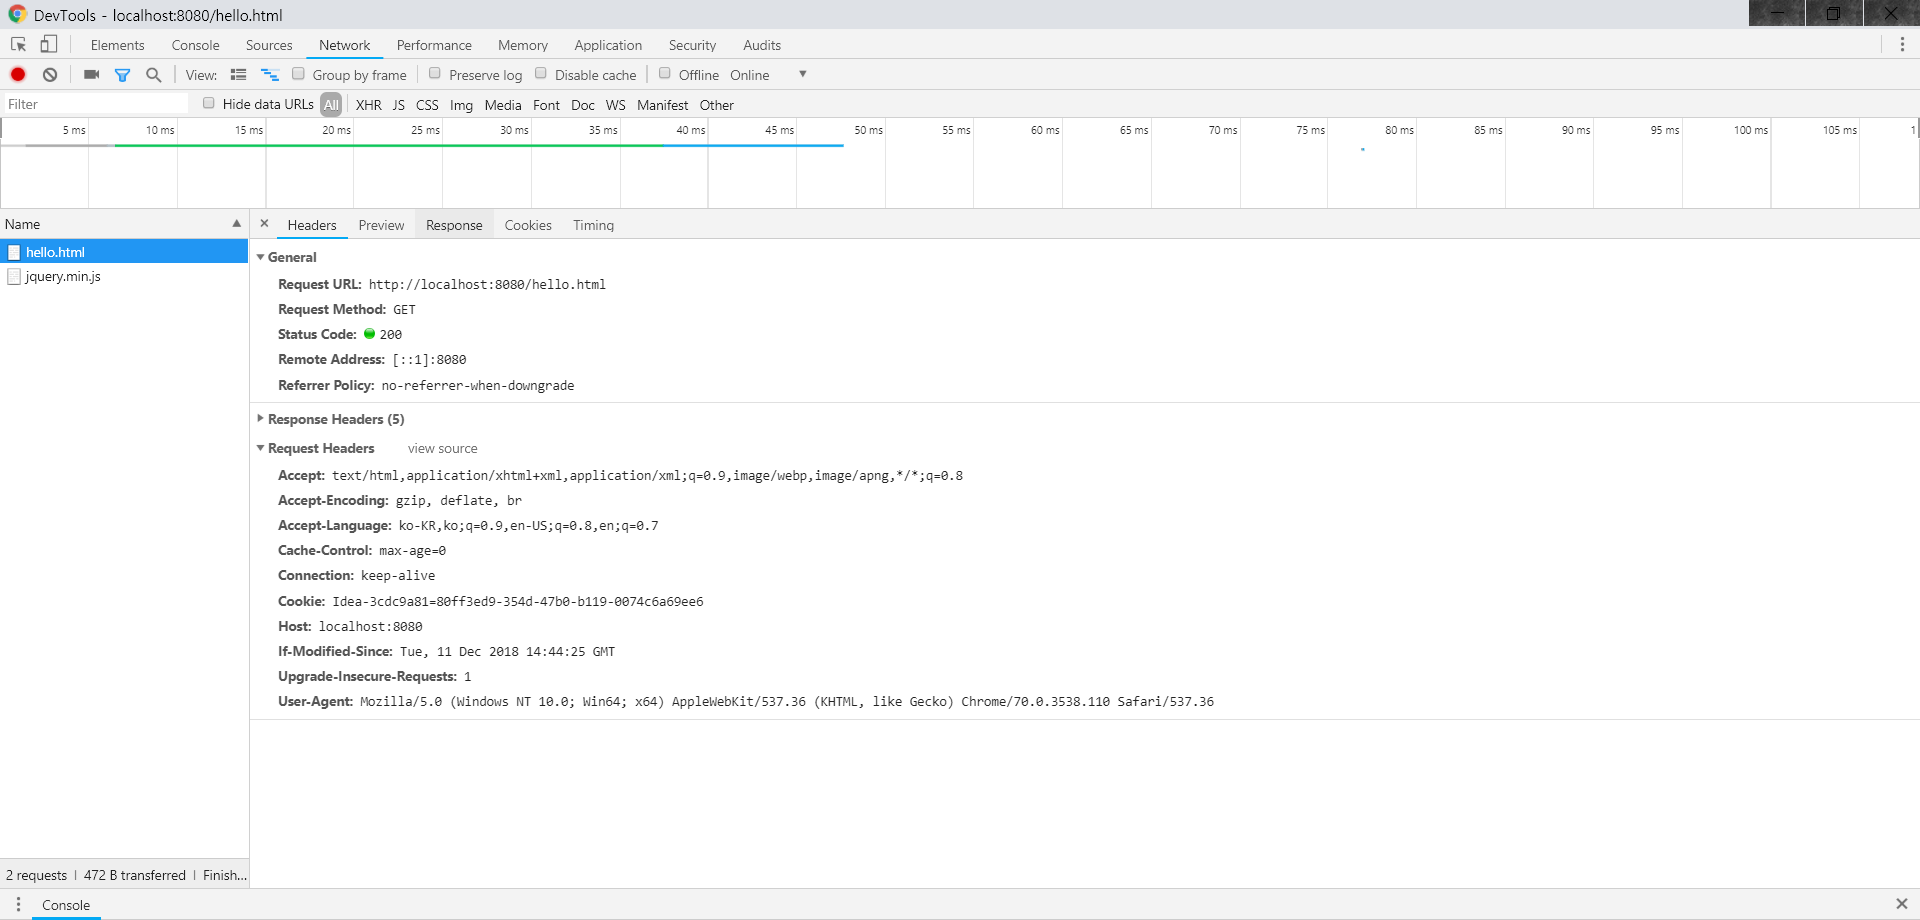 DevTools - localhost:8080/hello.html
Elements Console Sources Network Performance Memory Application Security Audits
View: Group by frame Preserve log Disable cache Offline Online
Filter Hide data URLs All XHR JS CSS Img Media Font Doc WS Manifest Other
5 ms 10 ms 15 ms 20 ms 25 ms 30 ms 35 ms 40 ms 45 ms 50 ms 55 ms 60 ms 65 ms 70 ms 75 ms 80 ms 85 ms 90 ms 95 ms 100 ms 105 ms 1
Name
hello.html
jquery.min.js
Headers Preview Response Cookies Timing
General
Request URL: http://localhost:8080/hello.html
Request Method: GET
Status Code: 200
Remote Address: [::1]:8080
Referrer Policy: no-referrer-when-downgrade
Response Headers (5)
Request Headers view source
Accept: text/html,application/xhtml+xml,application/xml;q=0.9,image/webp,image/apng,*/*;q=0.8
Accept-Encoding: gzip, deflate, br
Accept-Language: ko-KR,ko;q=0.9,en-US;q=0.8,en;q=0.7
Cache-Control: max-age=0
Connection: keep-alive
Cookie: Idea-3cdc9a81=80ff3ed9-354d-47b0-b119-0074c6a69ee6
Host: localhost:8080
If-Modified-Since: Tue, 11 Dec 2018 14:44:25 GMT
Upgrade-Insecure-Requests: 1
User-Agent: Mozilla/5.0 (Windows NT 10.0; Win64; x64) AppleWebKit/537.36 (KHTML, like Gecko) Chrome/70.0.3538.110 Safari/537.36
2 requests | 472 B transferred | Finish...
Console